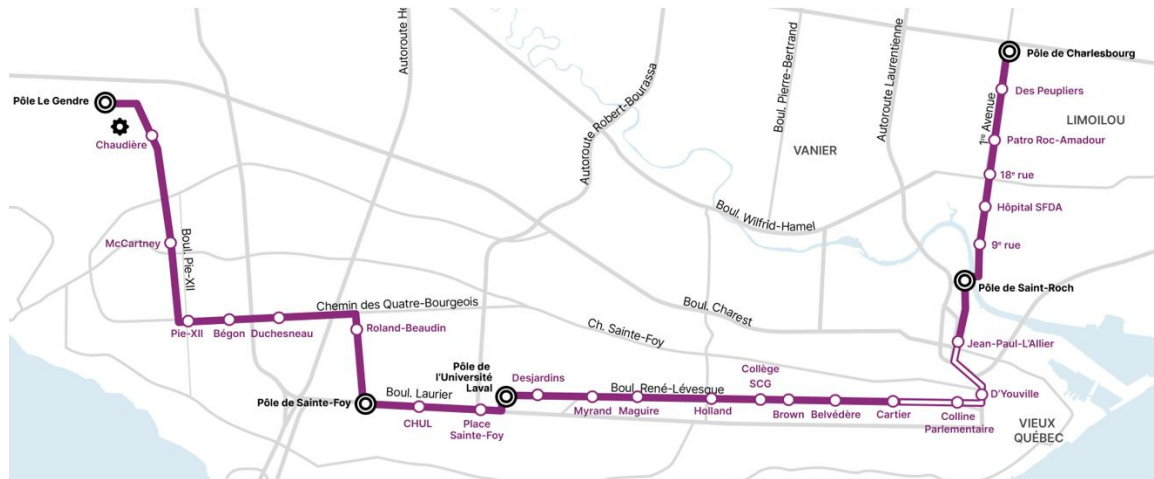 Pôle Le Gendre
Chaudière
McCartney
Boul. Pie-XII
Pie-XII
Bégon
Duchesneau
Chemin des Quatre-Bourgeois
Roland-Beaudin
Autoroute He
Pôle de Sainte-Foy
Boul. Laurier
CHUL
Place
Sainte-Foy
Pôle de
l'Université
Laval
Desjardins
Autoroute Robert-Bourassa
Myrand
Maguire
Boul. René-Lévesque
Holland
Collège
SCG
Brown
Belvédère
Cartier
Colline
Parlementaire
D'Youville
VIEUX
QUÉBEC
Ch. Sainte-Foy
Boul. Charest
Boul. Wilfrid-Hamel
Boul. Pierre-Bertrand
VANIER
Autoroute Laurentienne
Jean-Paul-L'Allier
Pôle de Saint-Roch
9e rue
Hôpital SFDA
18e rue
Patro Roc-Amadour
1re Avenue
LIMOILOU
Des Peupliers
Pôle de Charlesbourg